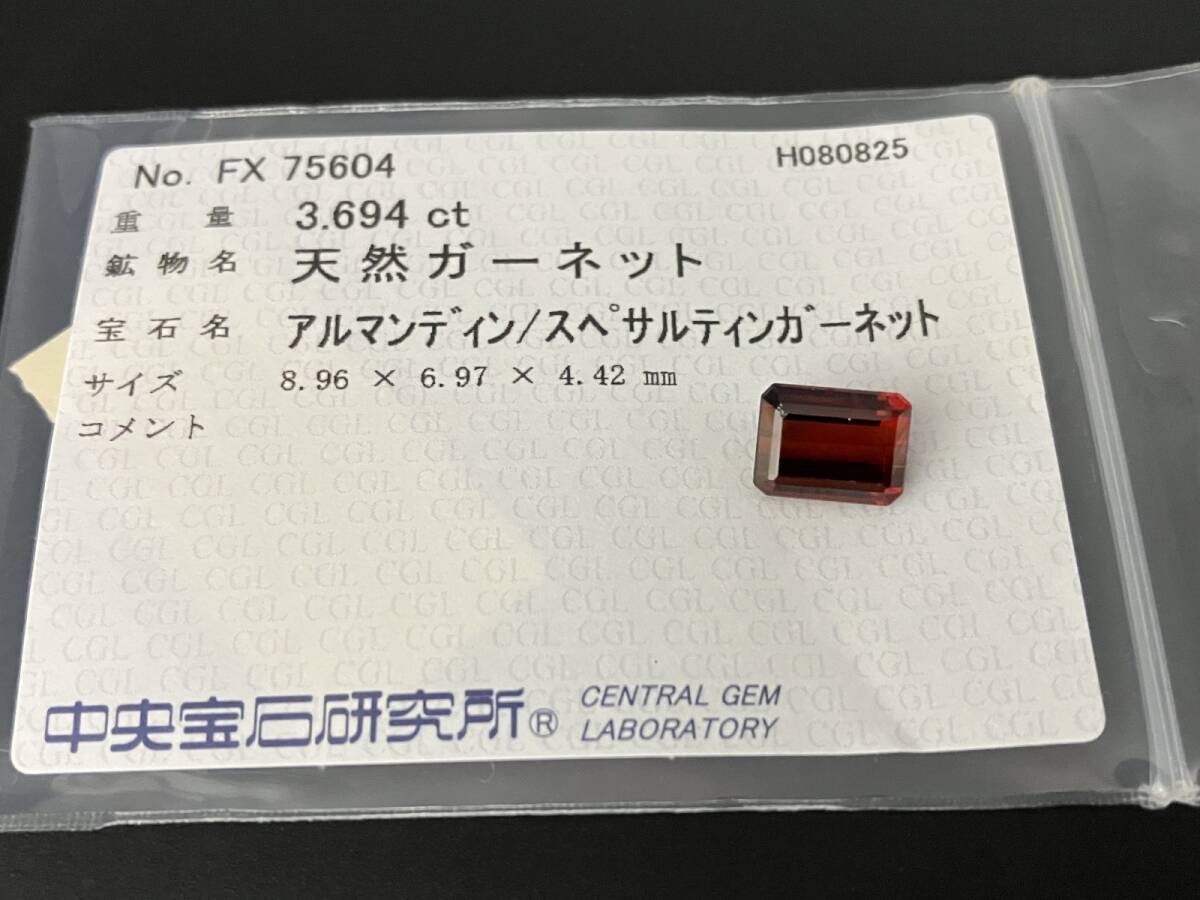 No. FX 75604 H080825
重 量 3.694 ct
鉱 物 名 天 然 ガ ー ネ ッ ト
宝 石 名 アルマンディン/スペサルティンガーネット
サイズ 8.96 × 6.97 × 4.42 ㎜
コメント
中央宝石研究所® CENTRAL GEM
LABORATORY